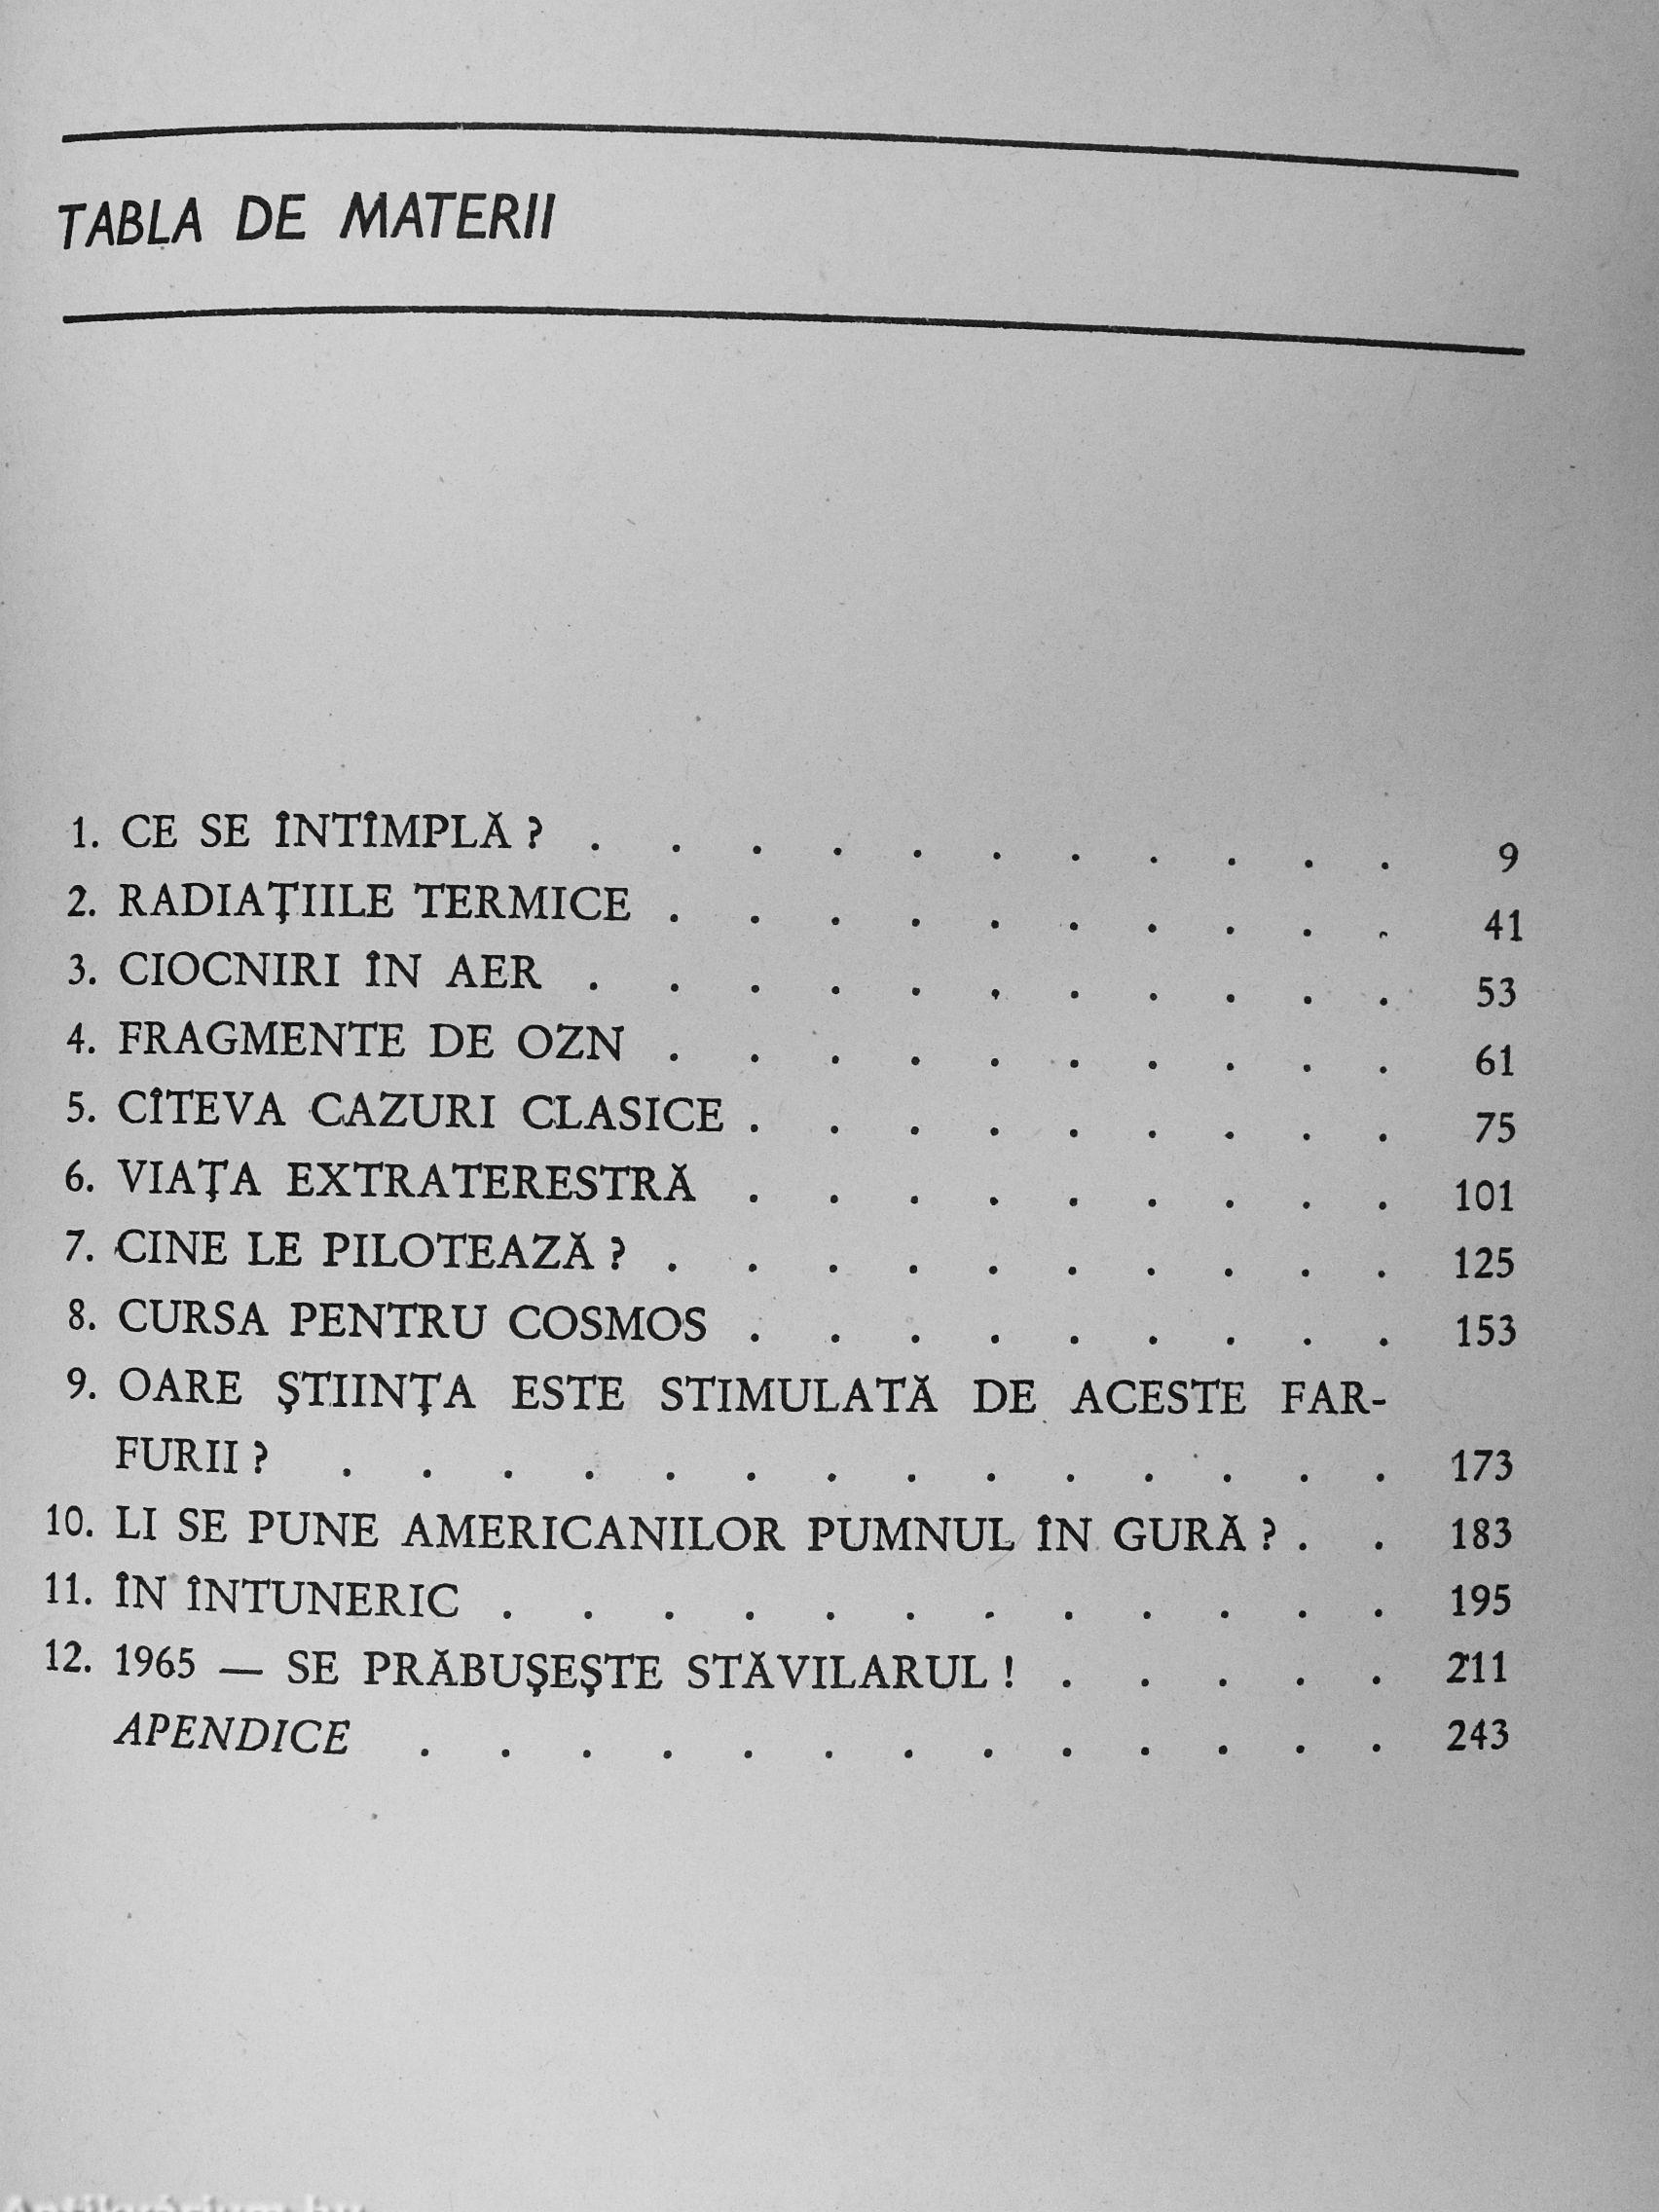 TABLA DE MATERII
1. CE SE ÎNTÎMPLĂ ? . . . . . . . . . . . 9
2. RADIAŢIILE TERMICE . . . . . . . . . . 41
3. CIOCNIRI ÎN AER . . . . . . . . . . . 53
4. FRAGMENTE DE OZN . . . . . . . . . . 61
5. CÎTEVA CAZURI CLASICE . . . . . . . . . 75
6. VIAŢA EXTRATERESTRĂ . . . . . . . . . 101
7. CINE LE PILOTEAZĂ ? . . . . . . . . . . 125
8. CURSA PENTRU COSMOS . . . . . . . . . 153
9. OARE ŞTIINŢA ESTE STIMULATĂ DE ACESTE FAR-
FURII ? . . . . . . . . . . . . . . 173
10. LI SE PUNE AMERICANILOR PUMNUL ÎN GURĂ ? . . 183
11. ÎN ÎNTUNERIC . . . . . . . . . . . . 195
12. 1965 — SE PRĂBUŞEŞTE STĂVILARUL ! . . . . . 211
APENDICE . . . . . . . . . . . . . 243